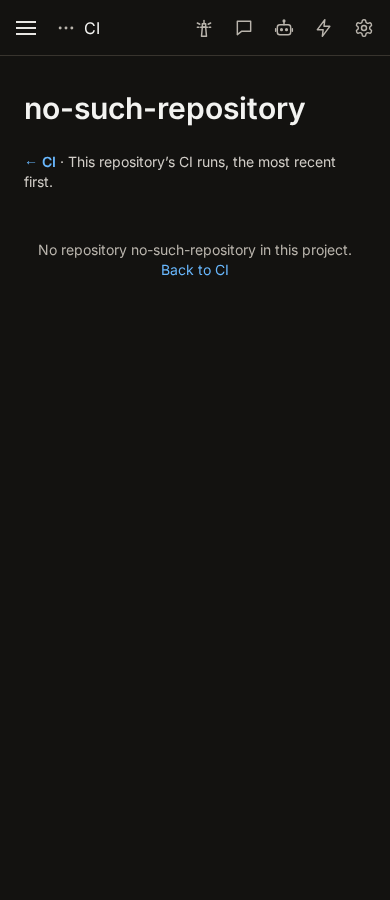 ··· CI
no-such-repository
← CI · This repository’s CI runs, the most recent
first.
No repository no-such-repository in this project.
Back to CI